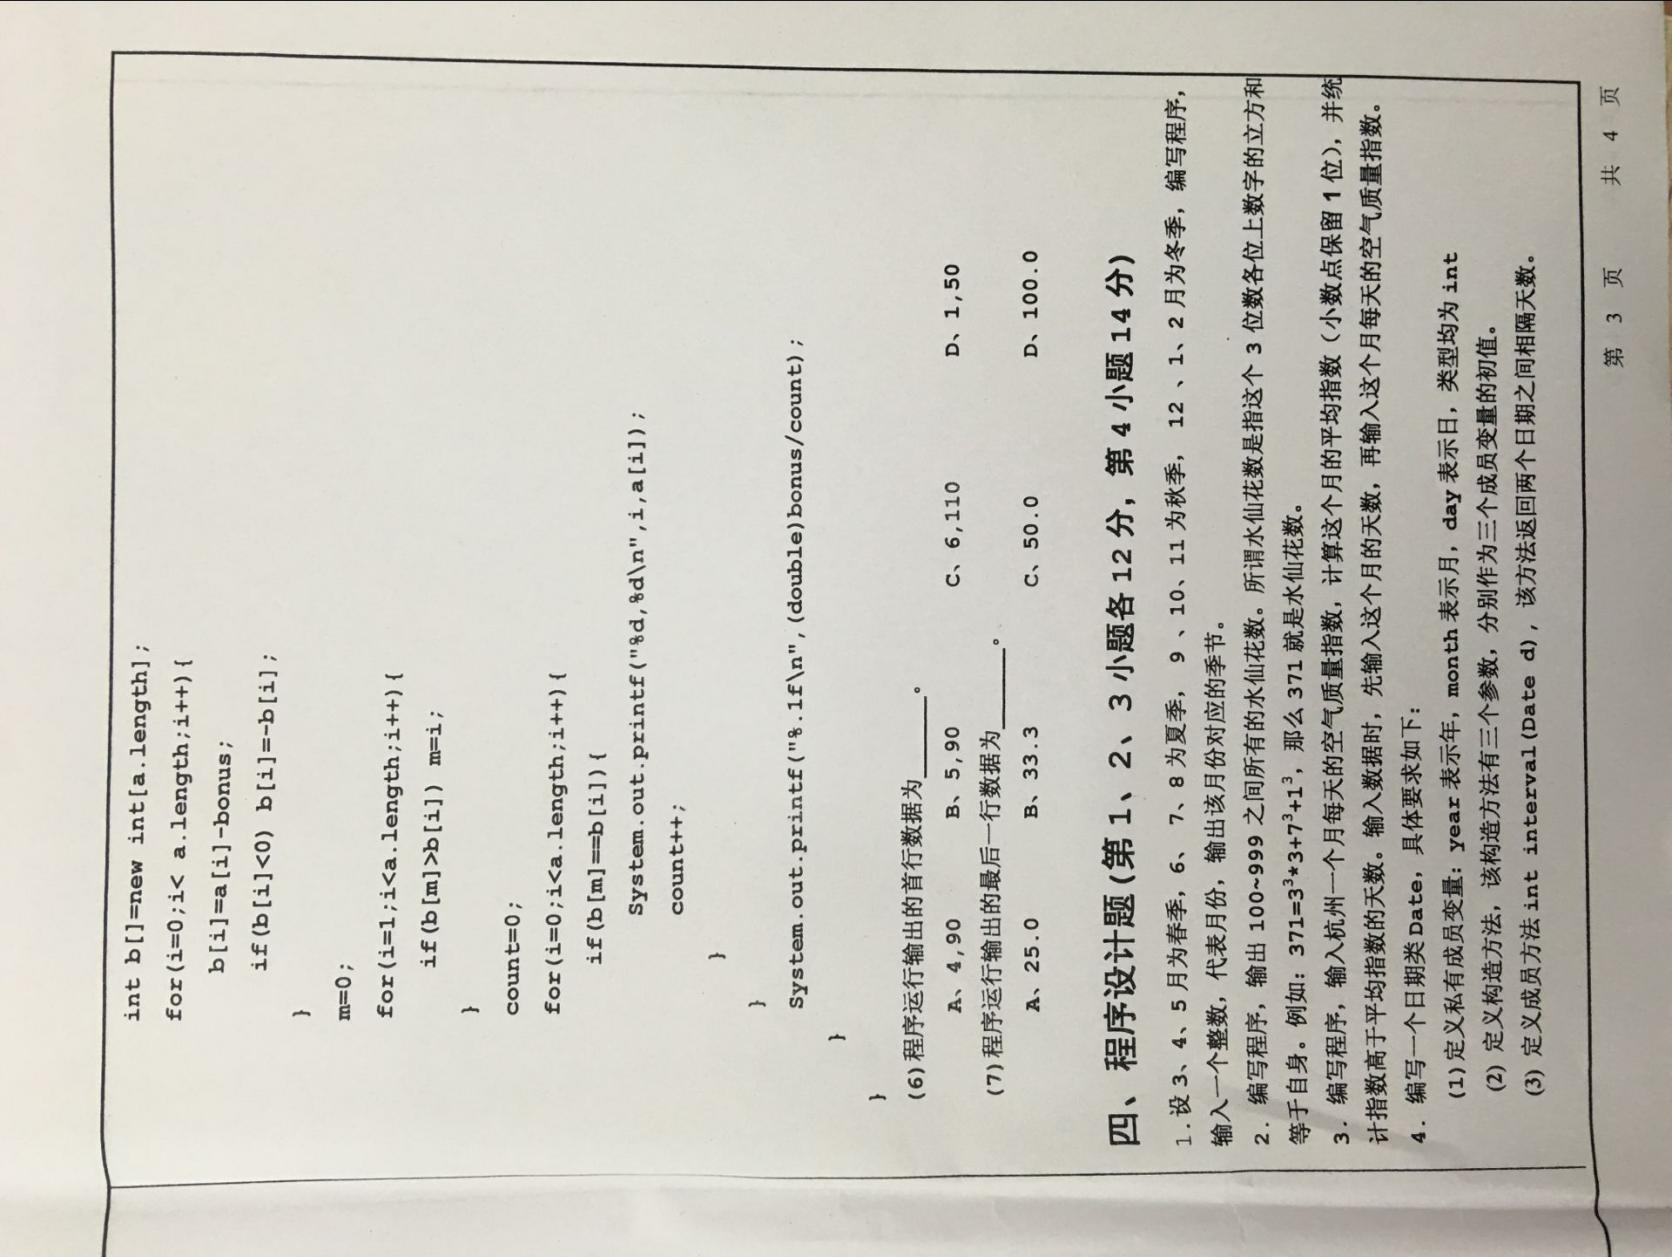 int b[]=new int[a.length];
for(i=0;i< a.length;i++){
b[i]=a[i]-bonus;
if(b[i]<0) b[i]=-b[i];
}
m=0;
for(i=1;i<a.length;i++){
if(b[m]>b[i]) m=i;
}
count=0;
for(i=0;i<a.length;i++){
if(b[m]==b[i]){
System.out.printf("%d,%d\n",i,a[i]);
count++;
}
}
System.out.printf("%.1f\n",(double)bonus/count);
}
}
(6)程序运行输出的首行数据为______。
A、4,90 B、5,90 C、6,110 D、1,50
(7)程序运行输出的最后一行数据为______。
A、25.0 B、33.3 C、50.0 D、100.0
四、程序设计题(第1、2、3小题各12分，第4小题14分)
1.设3、4、5月为春季，6、7、8为夏季，9、10、11为秋季，12、1、2月为冬季，编写程序，
输入一个整数，代表月份，输出该月份对应的季节。
2. 编写程序，输出100~999之间所有的水仙花数。所谓水仙花数是指这个3位数各位上数字的立方和
等于自身。例如：371=3³*3+7³+1³，那么371就是水仙花数。
3. 编写程序，输入杭州一个月每天的空气质量指数，计算这个月的平均指数（小数点保留1位），并统
计指数高于平均指数的天数。输入数据时，先输入这个月的天数，再输入这个月每天的空气质量指数。
4. 编写一个日期类Date，具体要求如下：
(1)定义私有成员变量：year表示年，month表示月，day表示日，类型均为int
(2) 定义构造方法，该构造方法有三个参数，分别作为三个成员变量的初值。
(3) 定义成员方法int interval(Date d)，该方法返回两个日期之间相隔天数。
第 3 页 共 4 页